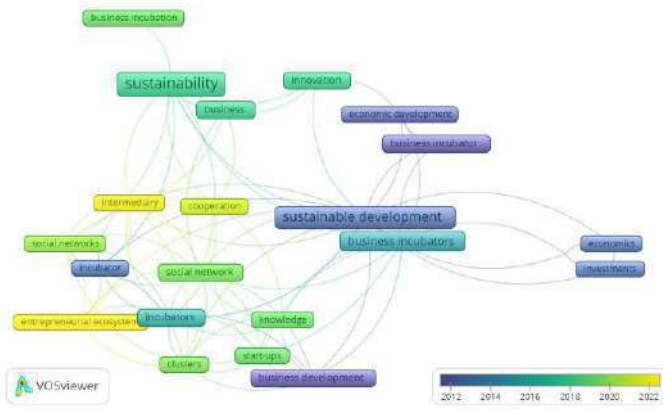 business incubation
sustainability
innovation
business
economic development
business incubator
intermediary
cooperation
sustainable development
business incubators
social networks
economics
incubator
social network
investments
entrepreneurial ecosystem
incubators
knowledge
start-ups
clusters
business development
VOSviewer
2012 2014 2016 2018 2020 2022